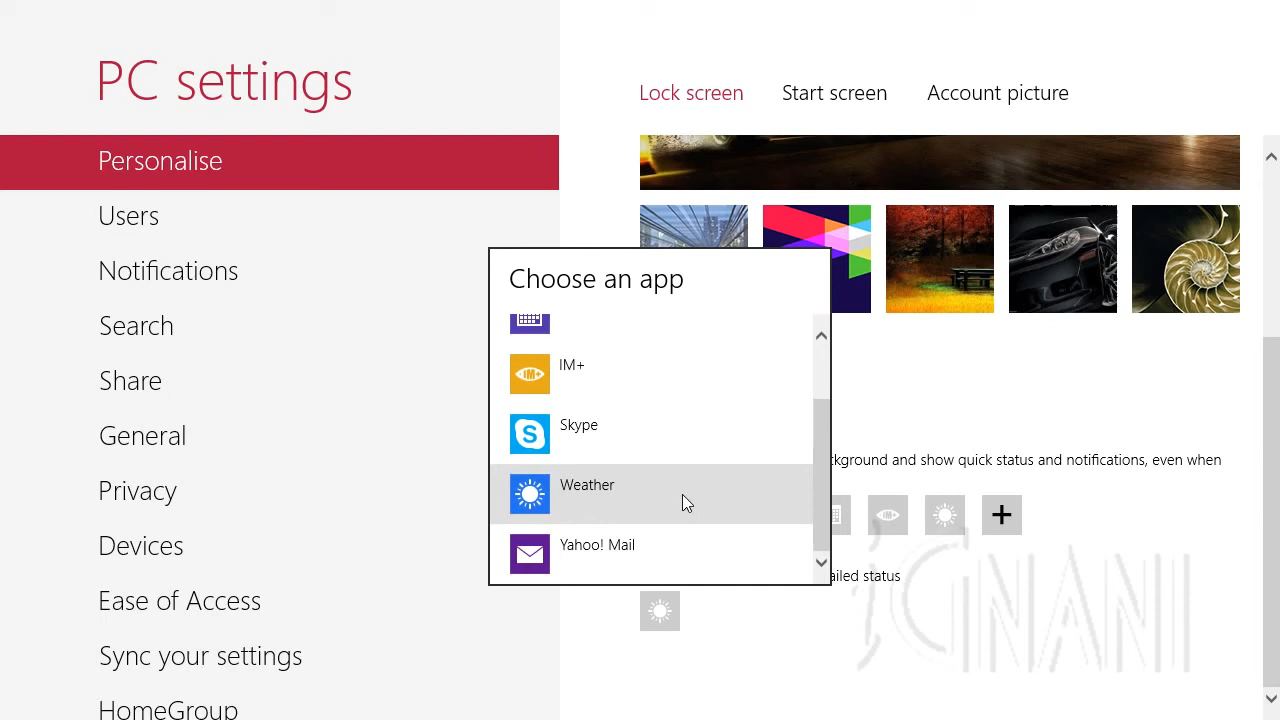 PC settings
Lock screen
Start screen
Account picture
Personalise
Users
Notifications
Search
Share
General
Privacy
Devices
Ease of Access
Sync your settings
HomeGroup
Choose an app
IM+
IM+
Skype
S
Weather
Yahoo! Mail
kground and show quick status and notifications, even when
ailed status